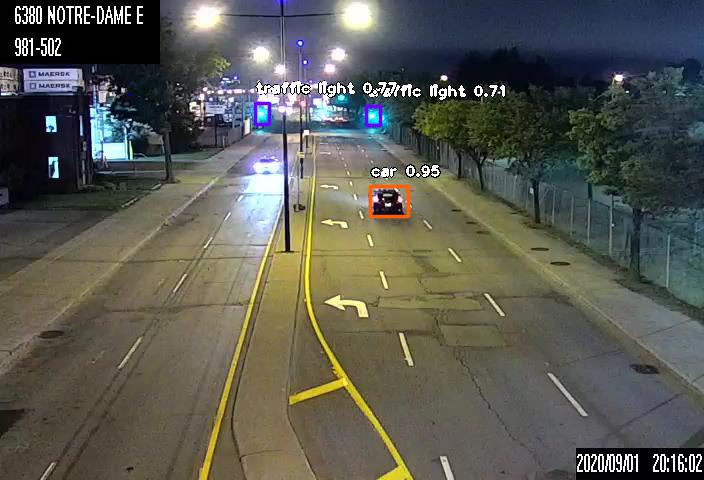 6380 NOTRE-DAME E
981-502
MAERSK
MAERSK
traffic light 0.77
traffic light 0.71
car 0.95
2020/09/01 20:16:02